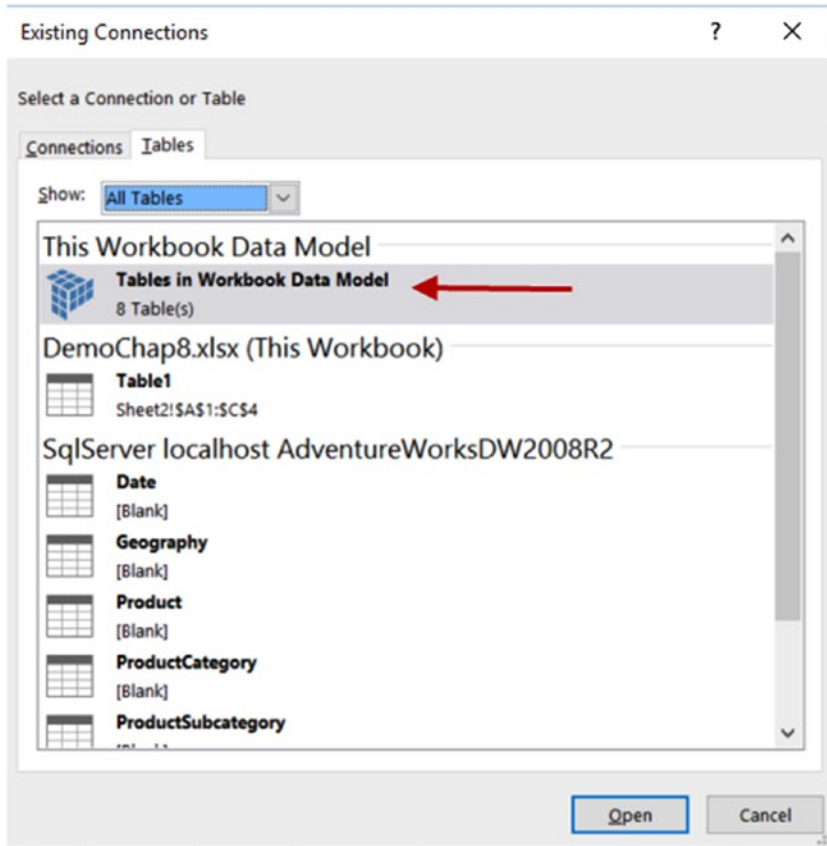 Existing Connections ? X
Select a Connection or Table
Connections Tables
Show: All Tables
This Workbook Data Model
Tables in Workbook Data Model
8 Table(s)
DemoChap8.xlsx (This Workbook)
Table1
Sheet2!$A$1:$C$4
SqlServer localhost AdventureWorksDW2008R2
Date
[Blank]
Geography
[Blank]
Product
[Blank]
ProductCategory
[Blank]
ProductSubcategory
Open Cancel